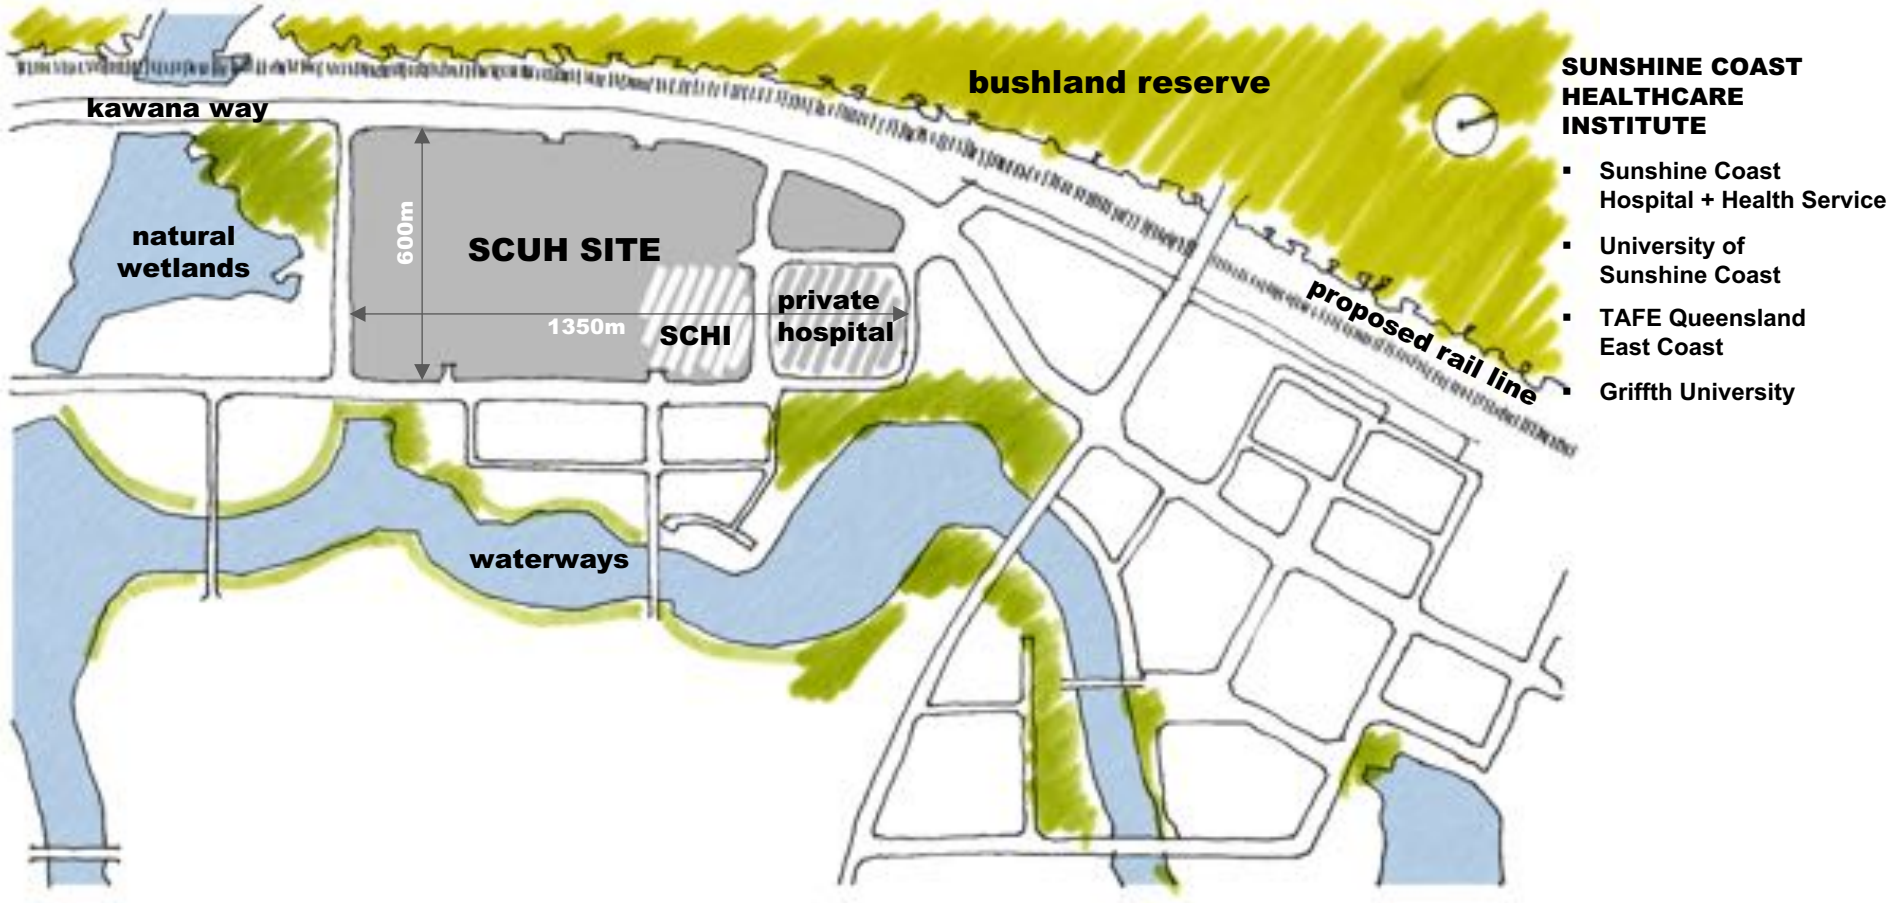 bushland reserve
kawana way
natural
wetlands
600m
SCUH SITE
1350m
SCHI
private
hospital
proposed rail line
waterways
SUNSHINE COAST
HEALTHCARE
INSTITUTE
▪ Sunshine Coast
Hospital + Health Service
▪ University of
Sunshine Coast
▪ TAFE Queensland
East Coast
▪ Griffth University